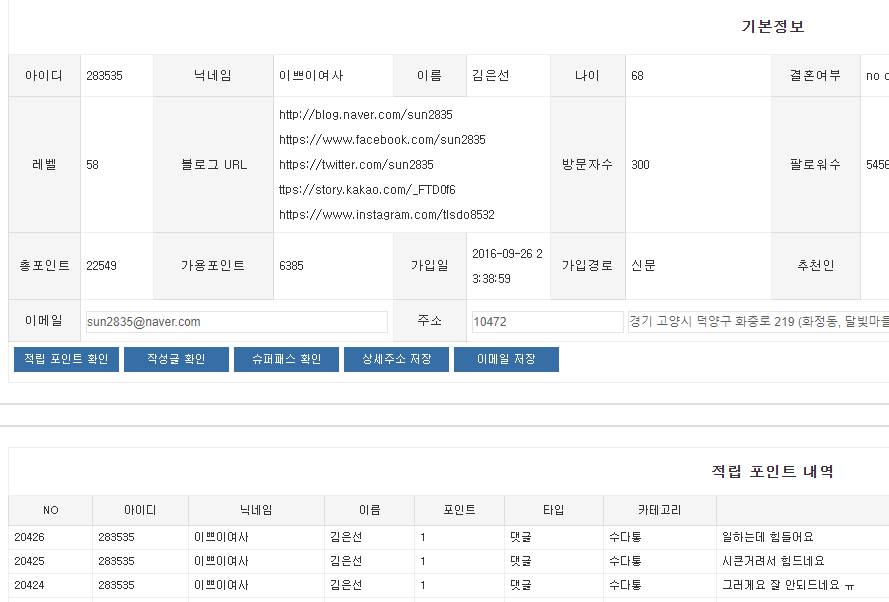 기본정보
아이디 283535 닉네임 이쁘이여사 이름 김은선 나이 68 결혼여부 no
레벨 58 블로그 URL http://blog.naver.com/sun2835 방문자수 300 팔로워수 5456
https://www.facebook.com/sun2835
https://twitter.com/sun2835
ttps://story.kakao.com/_FTD0f6
https://www.instagram.com/tlsdo8532
총포인트 22549 가용포인트 6385 가입일 2016-09-26 2 가입경로 신문 추천인
3:38:59
이메일 sun2835@naver.com 주소 10472 경기 고양시 덕양구 화중로 219 (화정동, 달빛마을
적립 포인트 확인 작성글 확인 슈퍼패스 확인 상세주소 저장 이메일 저장
적립 포인트 내역
NO 아이디 닉네임 이름 포인트 타입 카테고리
20426 283535 이쁘이여사 김은선 1 댓글 수다통 일하는데 힘들어요
20425 283535 이쁘이여사 김은선 1 댓글 수다통 시큰거려서 힘드네요
20424 283535 이쁘이여사 김은선 1 댓글 수다통 그러게요 잘 안되드네요 ㅠ